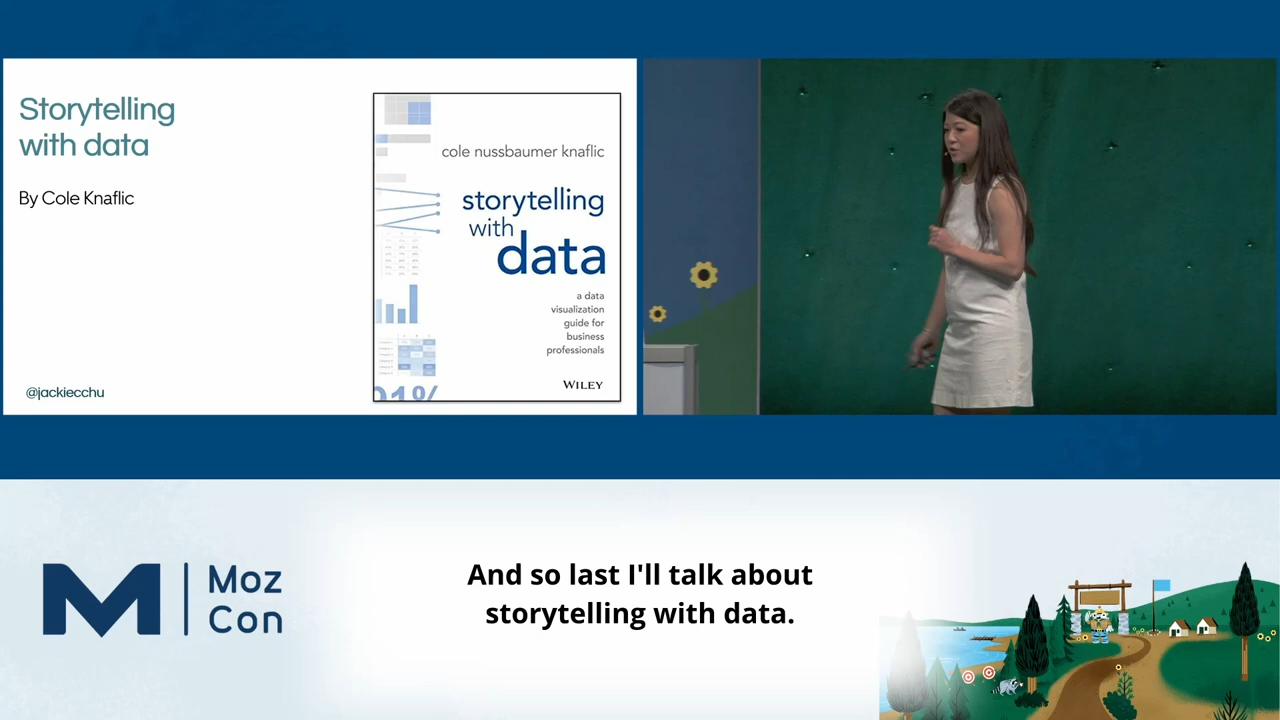 Storytelling
with data
By Cole Knaflic
@jackiecchu
cole nussbaumer knaflic
storytelling
with
data
a data
visualization
guide for
business
professionals
WILEY
91%
Moz
Con
And so last I'll talk about
storytelling with data.